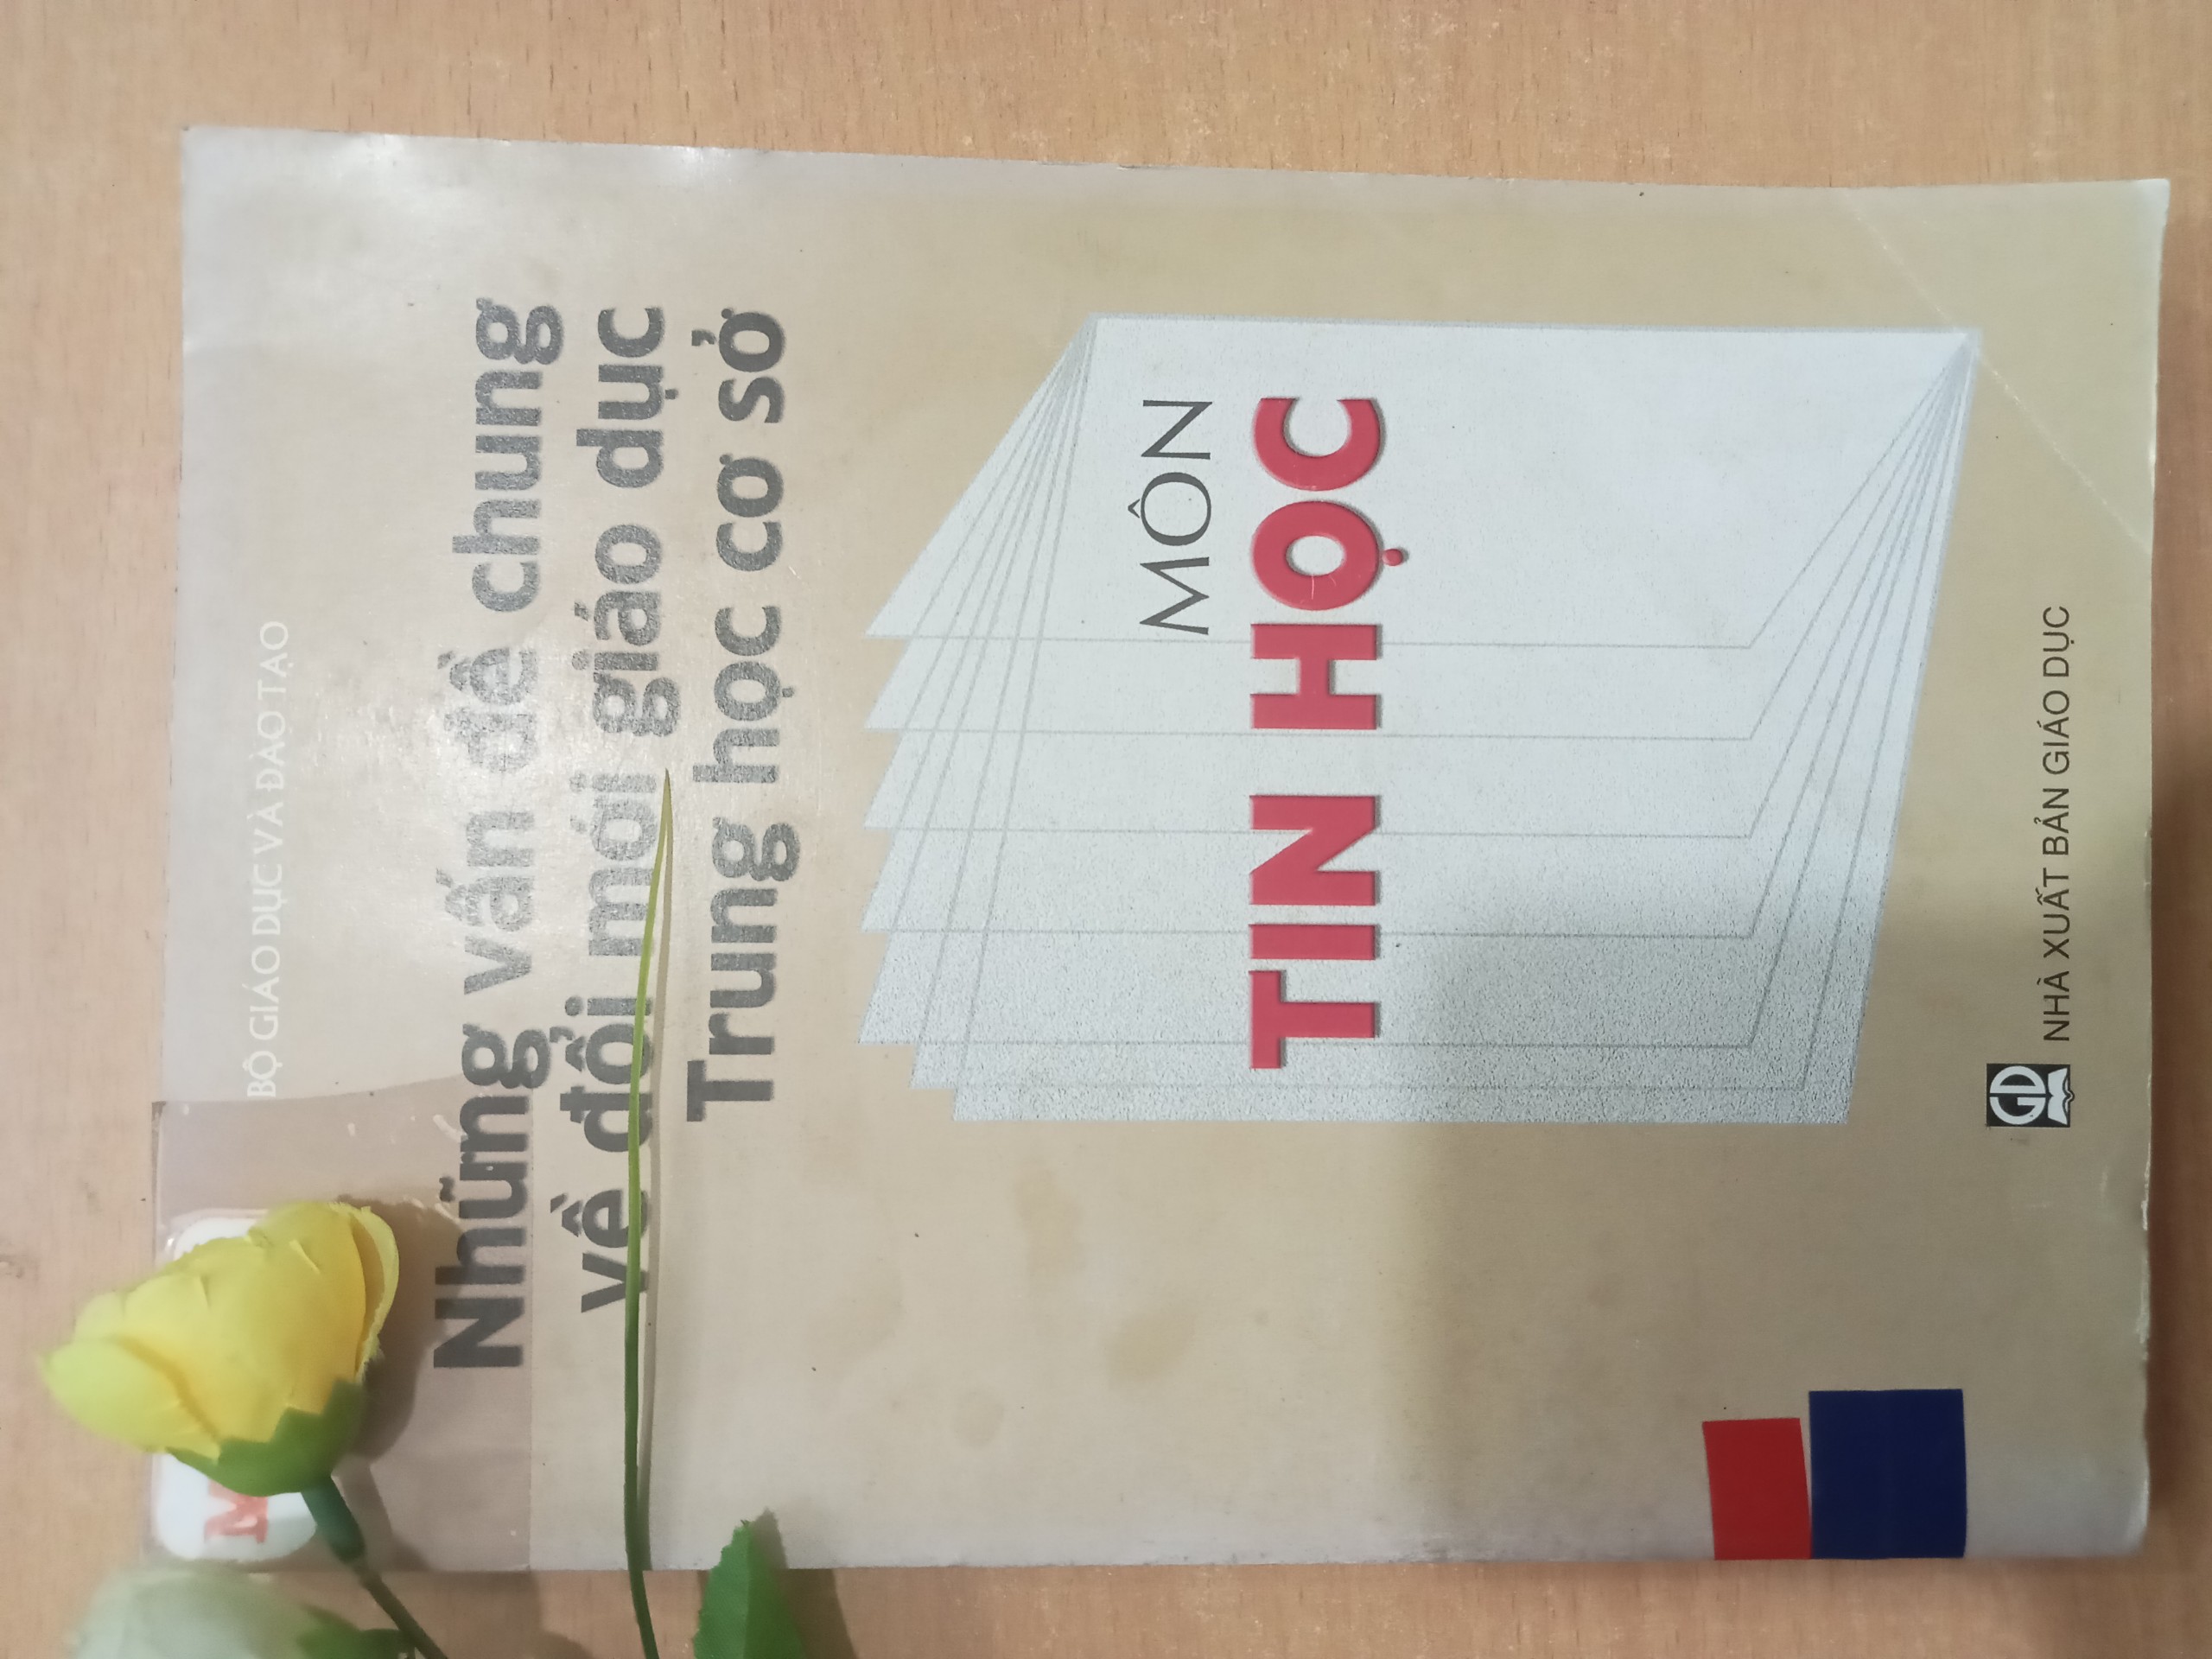 BỘ GIÁO DỤC VÀ ĐÀO TẠO
Những vấn đề chung
về đổi mới giáo dục
Trung học cơ sở
MÔN
TIN HỌC
GD
NHÀ XUẤT BẢN GIÁO DỤC